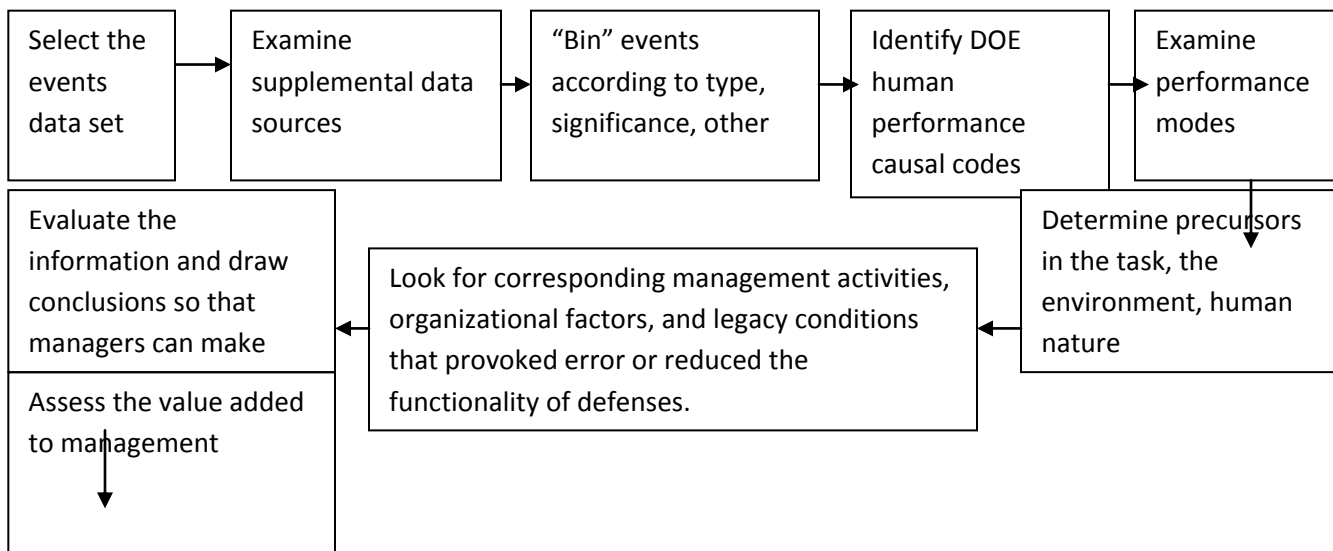 Select the
events
data set
Examine
supplemental data
sources
“Bin” events
according to type,
significance, other
Identify DOE
human
performance
causal codes
Examine
performance
modes
Determine precursors
in the task, the
environment, human
nature
Look for corresponding management activities,
organizational factors, and legacy conditions
that provoked error or reduced the
functionality of defenses.
Evaluate the
information and draw
conclusions so that
managers can make
Assess the value added
to management